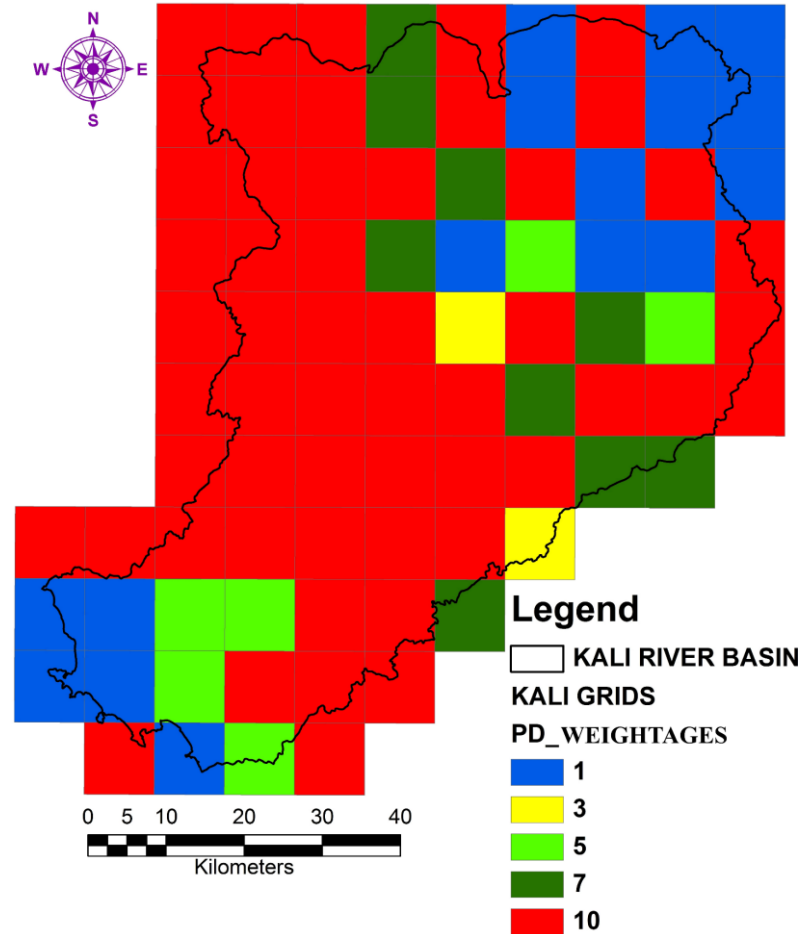 N
W E
S
Legend
KALI RIVER BASIN
KALI GRIDS
PD_WEIGHTAGES
1
3
5
7
10
0 5 10 20 30 40
Kilometers